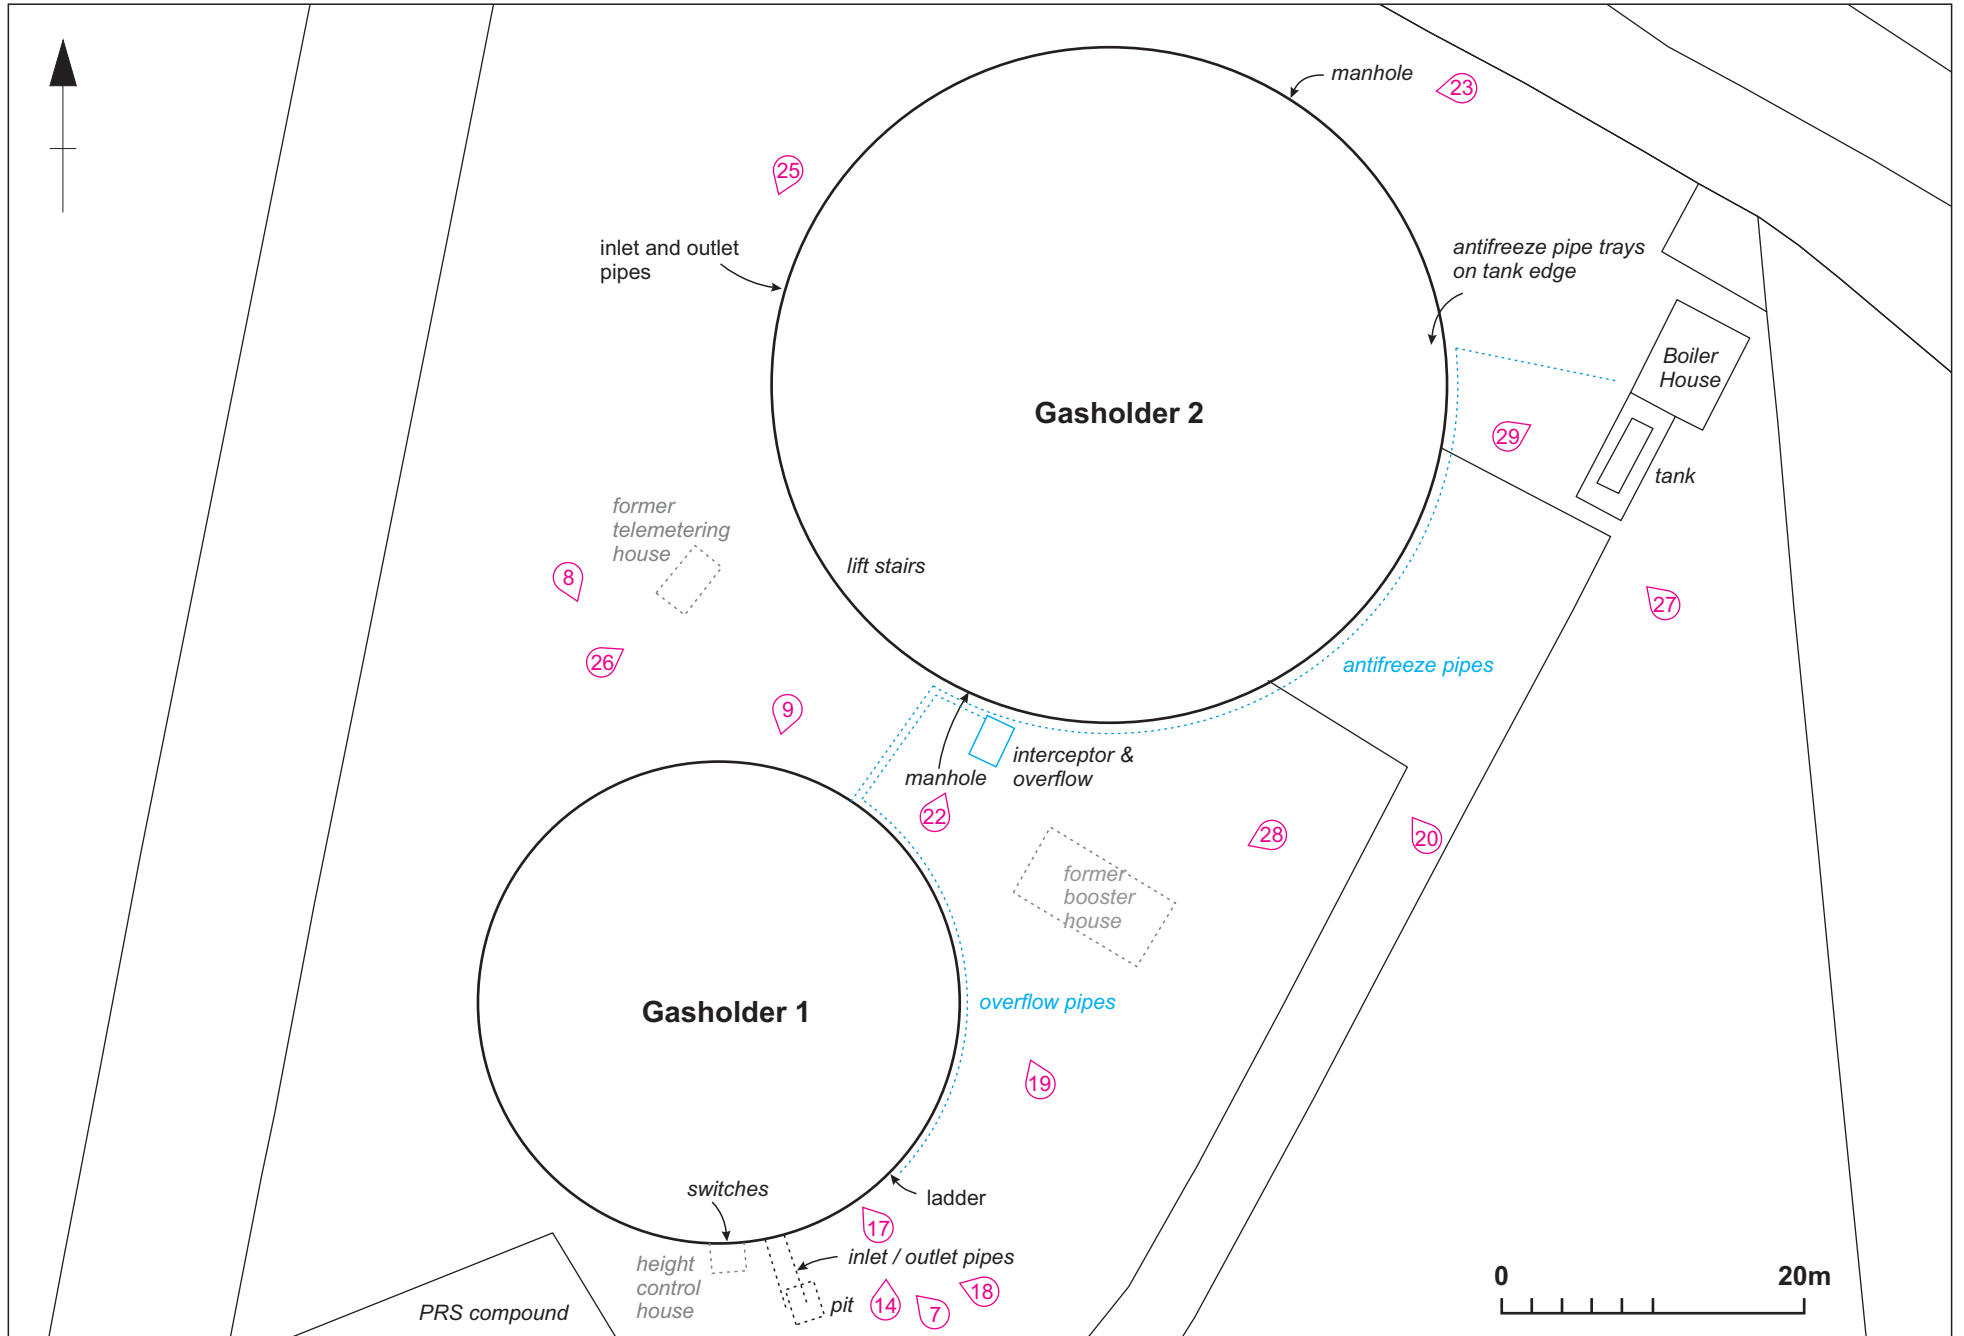 manhole
23
25
inlet and outlet
pipes
antifreeze pipe trays
on tank edge
Boiler
House
Gasholder 2
29
tank
former
telemetering
house
lift stairs
8
27
26
antifreeze pipes
9
interceptor &
overflow
manhole
22
28
20
former
booster
house
Gasholder 1
overflow pipes
19
switches
ladder
17
height
control
house
inlet / outlet pipes
pit
14
7
18
PRS compound
0
20m